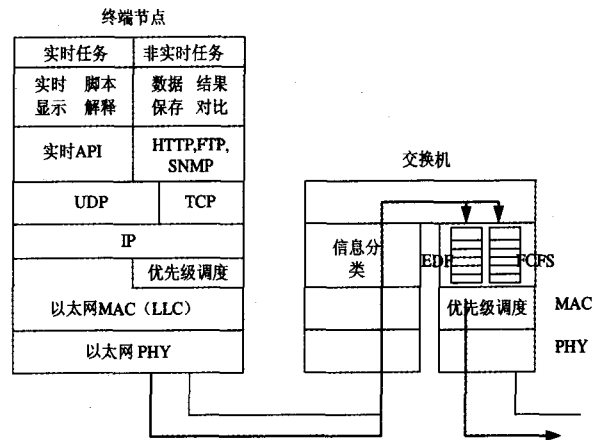 终端节点
实时任务 非实时任务
实时 脚本 数据 结果
显示 解释 保存 对比
实时API HTTP,FTP,
SNMP
UDP TCP
IP
优先级调度
以太网MAC（LLC）
以太网 PHY
交换机
信息分
类
EDF FCFS
优先级调度 MAC
PHY